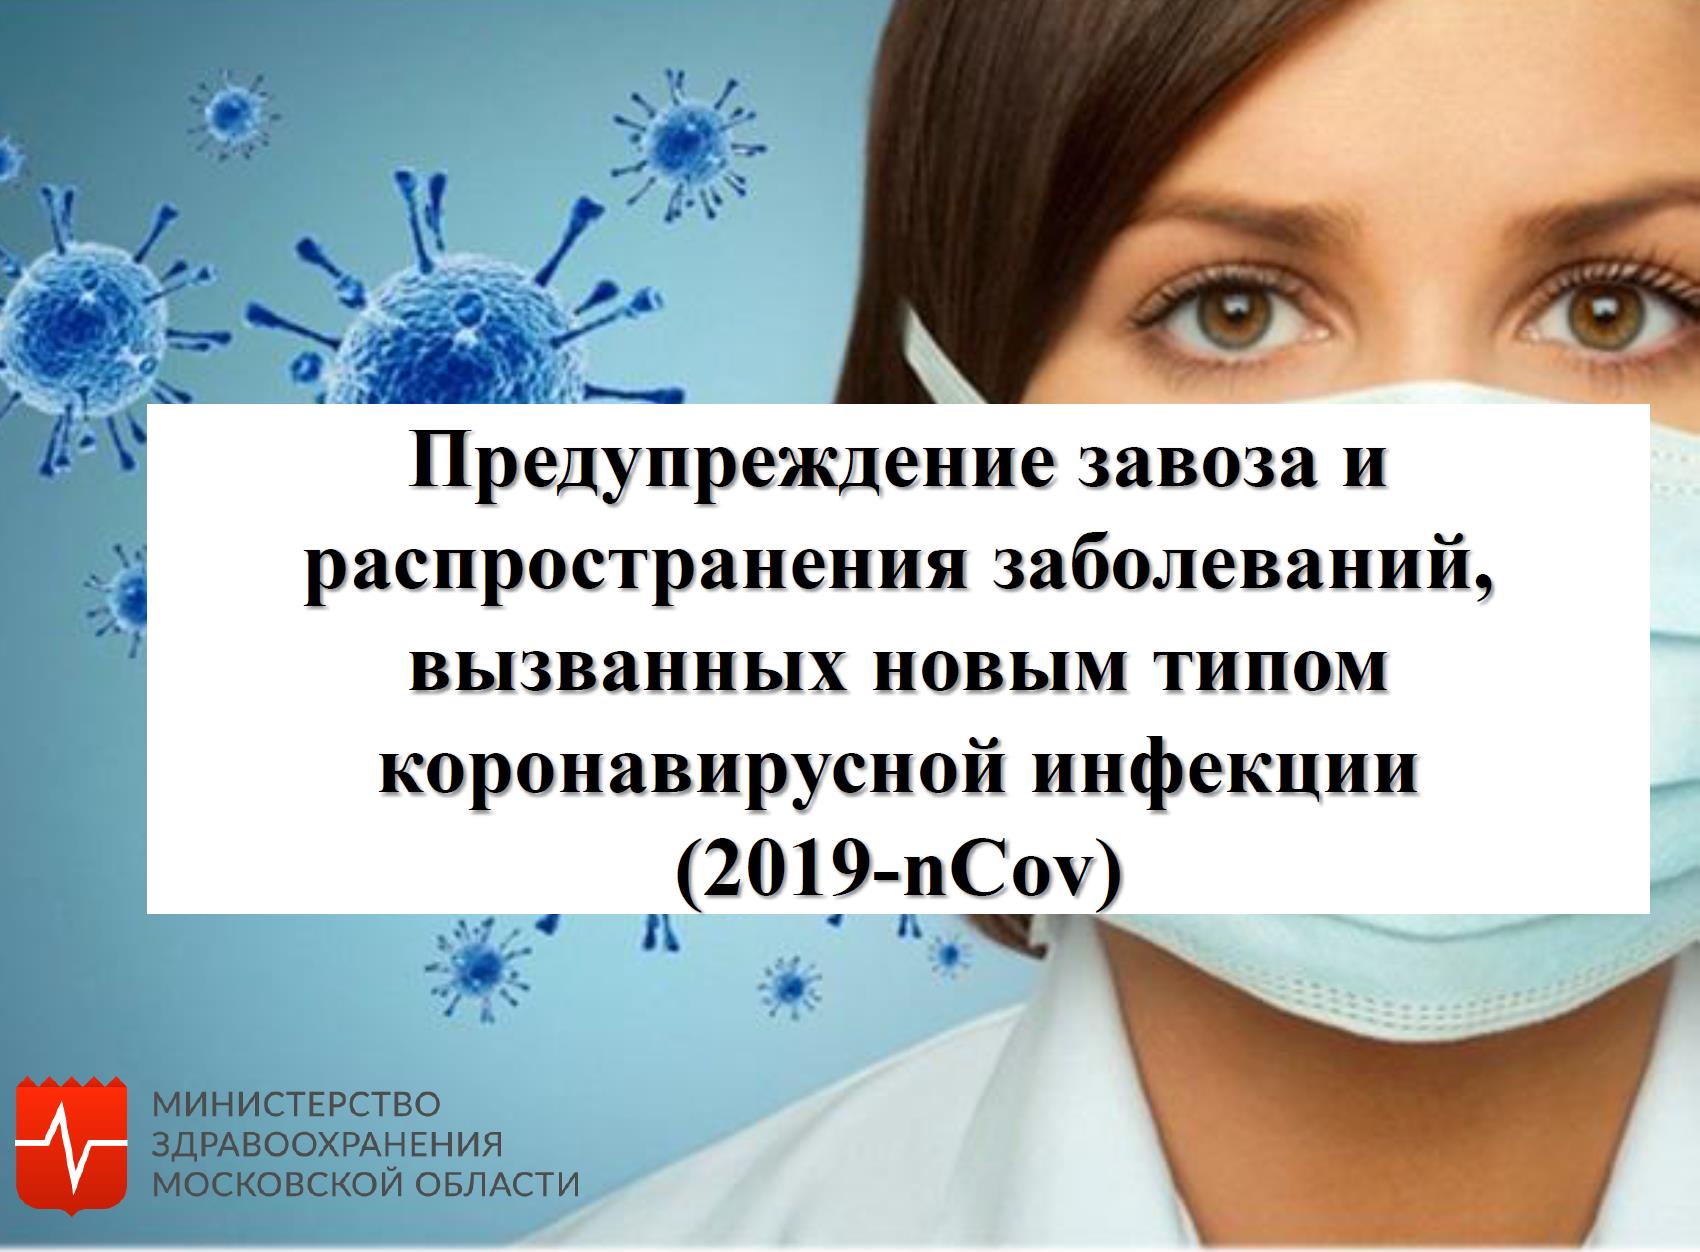 Предупреждение завоза и
распространения заболеваний,
вызванных новым типом
коронавирусной инфекции
(2019-nCov)
МИНИСТЕРСТВО
ЗДРАВООХРАНЕНИЯ
МОСКОВСКОЙ ОБЛАСТИ